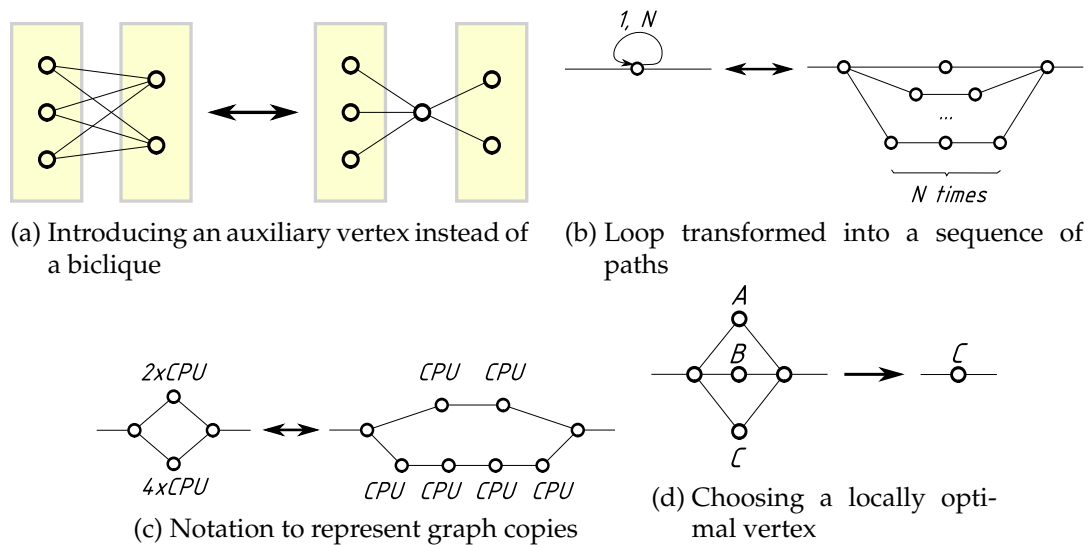 1, N
...
N times
(a) Introducing an auxiliary vertex instead of
a biclique
(b) Loop transformed into a sequence of
paths
2xCPU
4xCPU
CPU CPU
CPU CPU CPU CPU
(c) Notation to represent graph copies
A
B
C
C
(d) Choosing a locally opti-
mal vertex